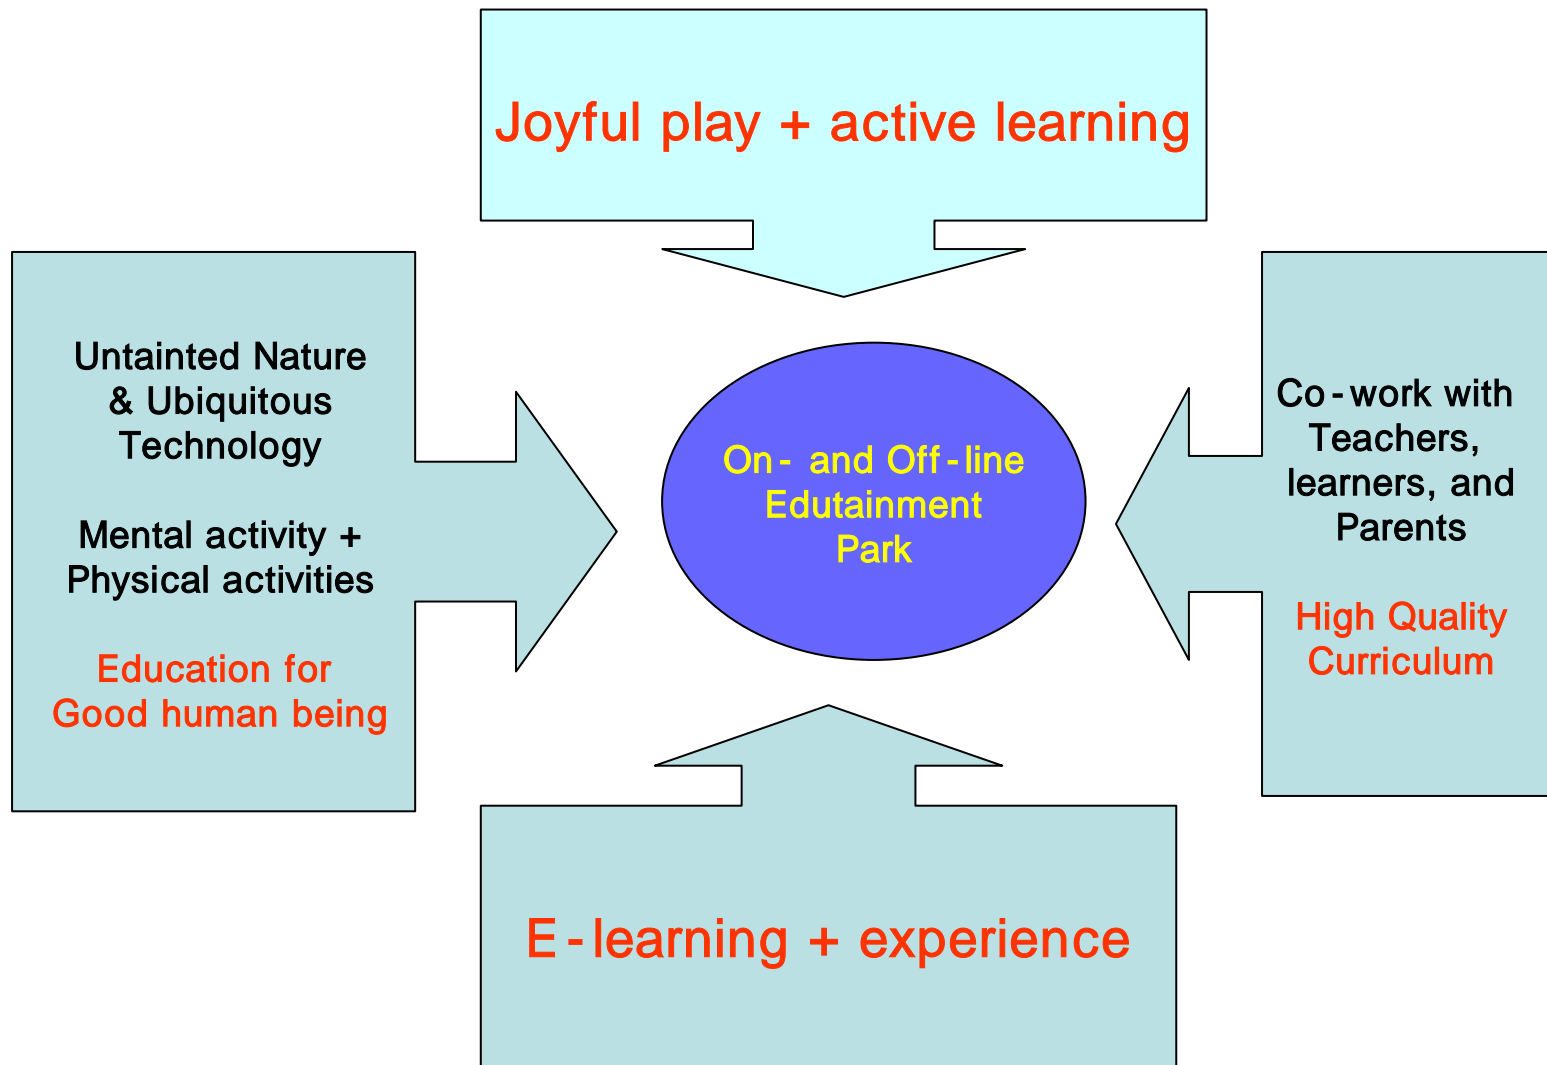 Joyful play + active learning
Untainted Nature
& Ubiquitous
Technology
Mental activity +
Physical activities
Education for
Good human being
On- and Off-line
Edutainment
Park
Co-work with
Teachers,
learners, and
Parents
High Quality
Curriculum
E-learning + experience